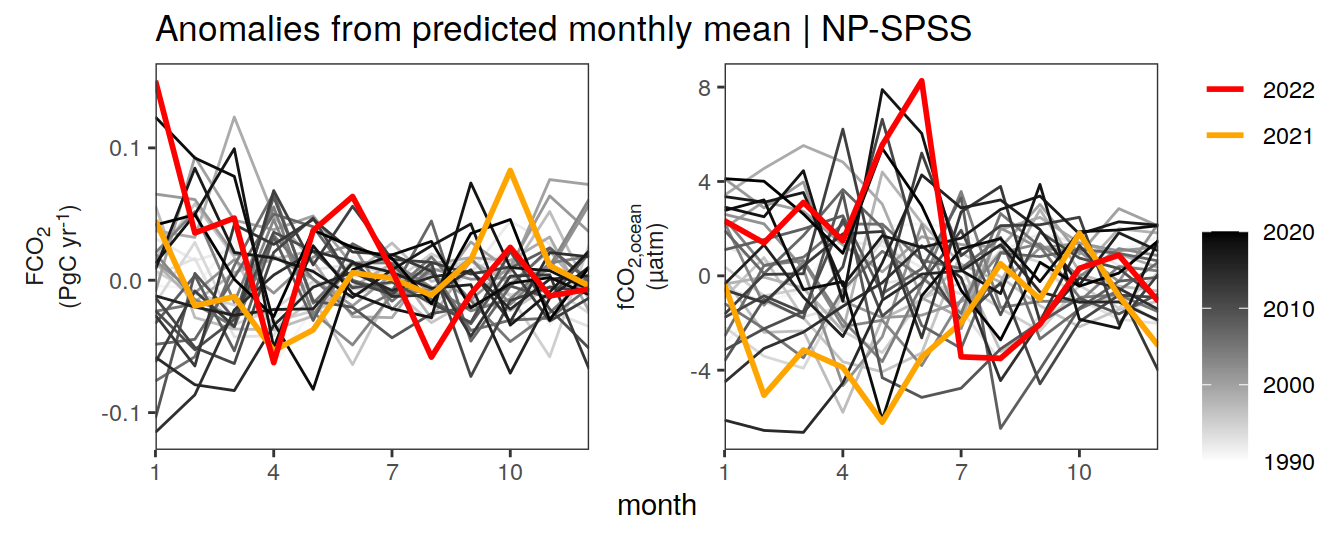 Anomalies from predicted monthly mean | NP-SPSS
FCO₂
(PgC yr⁻¹)
0.1
0.0
-0.1
1 4 7 10
fCO₂,ocean
(µatm)
8
4
0
-4
1 4 7 10
month
2022
2021
2020
2010
2000
1990